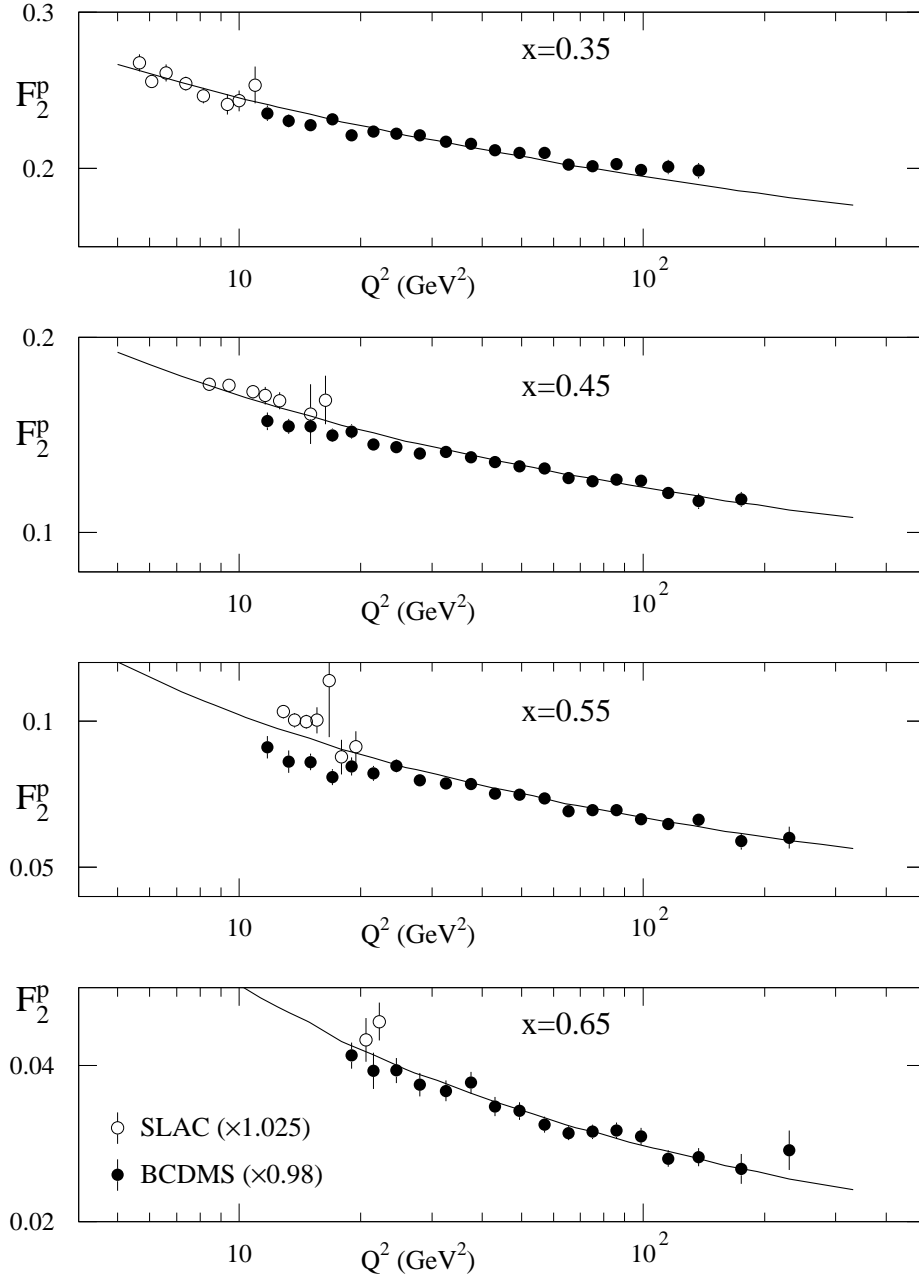 0.3
x=0.35
F₂ᵖ
0.2
10
10²
Q² (GeV²)
0.2
x=0.45
F₂ᵖ
0.1
10
10²
Q² (GeV²)
x=0.55
0.1
F₂ᵖ
0.05
10
10²
Q² (GeV²)
F₂ᵖ
x=0.65
0.04
SLAC (×1.025)
BCDMS (×0.98)
0.02
10
10²
Q² (GeV²)